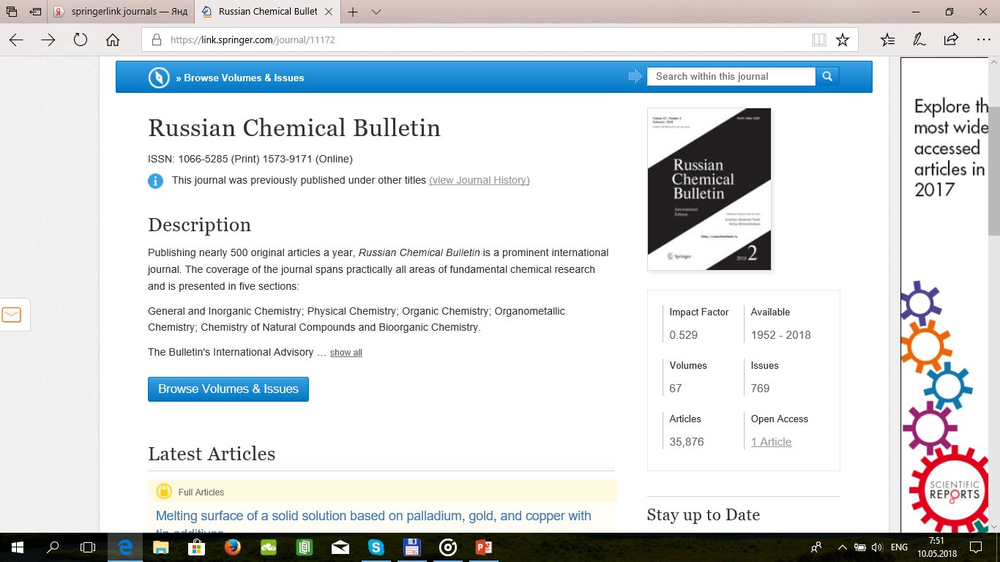 springerlink journals — Янд
Russian Chemical Bullet
https://link.springer.com/journal/11172
» Browse Volumes & Issues
Search within this journal
Russian Chemical Bulletin
ISSN: 1066-5285 (Print) 1573-9171 (Online)
This journal was previously published under other titles (view Journal History)
Description
Publishing nearly 500 original articles a year, Russian Chemical Bulletin is a prominent international
journal. The coverage of the journal spans practically all areas of fundamental chemical research
and is presented in five sections:
General and Inorganic Chemistry; Physical Chemistry; Organic Chemistry; Organometallic
Chemistry; Chemistry of Natural Compounds and Bioorganic Chemistry.
The Bulletin's International Advisory … show all
Browse Volumes & Issues
Latest Articles
Full Articles
Melting surface of a solid solution based on palladium, gold, and copper with
tin additives
Volume 67, Number 2
February, 2018
ISSN 1066-5285
Russian
Chemical
Bulletin
International
Edition
http://russchembull.ru
Springer
2018 2
Impact Factor
0.529
Available
1952 - 2018
Volumes
67
Issues
769
Articles
35,876
Open Access
1 Article
Stay up to Date
Explore th
most wide
accessed
articles in
2017
SCIENTIFIC
REPORTS
ENG
7:51
10.05.2018